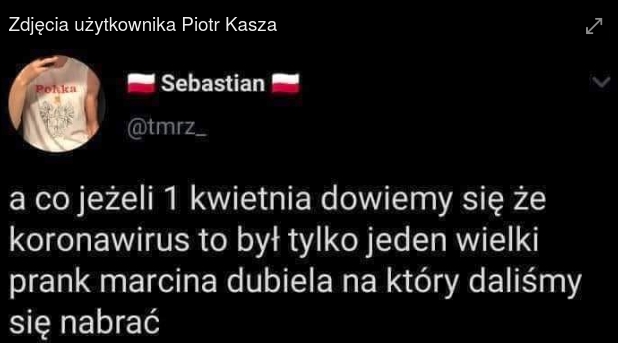 Zdjęcia użytkownika Piotr Kasza
🇵🇱 Sebastian 🇵🇱
Polska
@tmrz_
a co jeżeli 1 kwietnia dowiemy się że
koronawirus to był tylko jeden wielki
prank marcina dubiela na który daliśmy
się nabrać